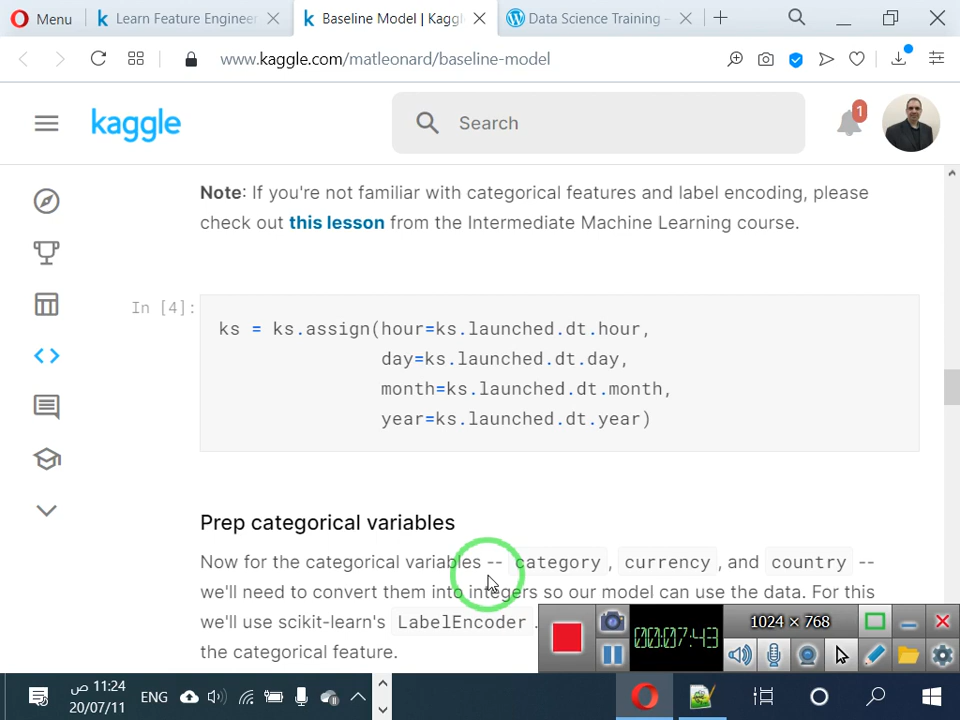 Menu
Learn Feature Engineer
Baseline Model | Kaggl
Data Science Training –
www.kaggle.com/matleonard/baseline-model
kaggle
Search
1
Note: If you're not familiar with categorical features and label encoding, please
check out this lesson from the Intermediate Machine Learning course.
In [4]:
ks = ks.assign(hour=ks.launched.dt.hour,
day=ks.launched.dt.day,
month=ks.launched.dt.month,
year=ks.launched.dt.year)
Prep categorical variables
Now for the categorical variables -- category, currency, and country --
we'll need to convert them into integers so our model can use the data. For this
we'll use scikit-learn's LabelEncoder.
the categorical feature.
00:07:43
1024 × 768
11:24 ص
20/07/11
ENG